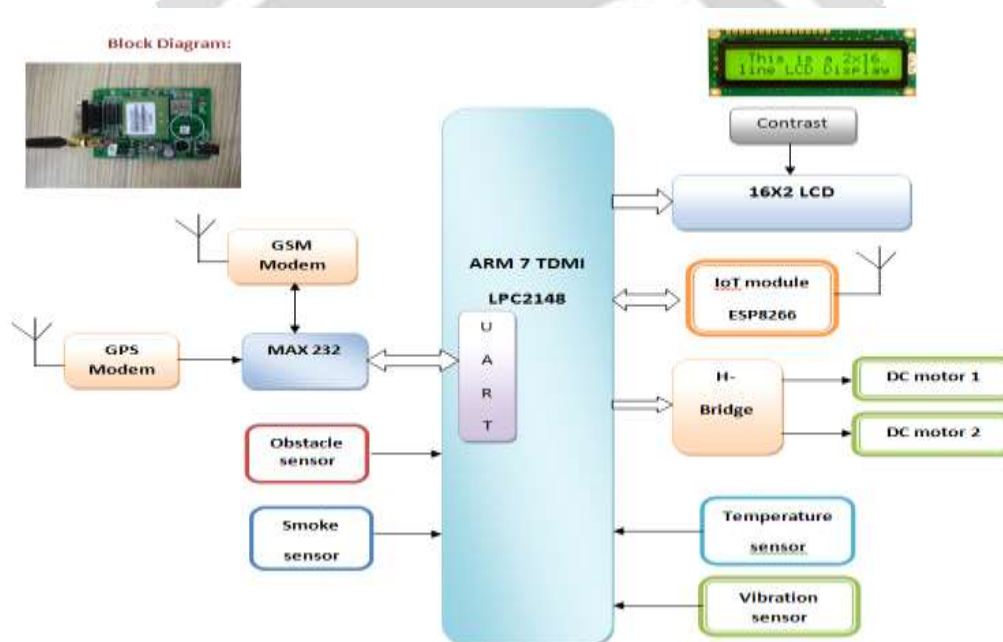 Block Diagram:
This is a 2x16
line LCD Display
Contrast
16X2 LCD
GSM
Modem
ARM 7 TDMI
LPC2148
IoT module
ESP8266
U
A
R
T
GPS
Modem
MAX 232
H-
Bridge
DC motor 1
DC motor 2
Obstacle
sensor
Smoke
sensor
Temperature
sensor
Vibration
sensor